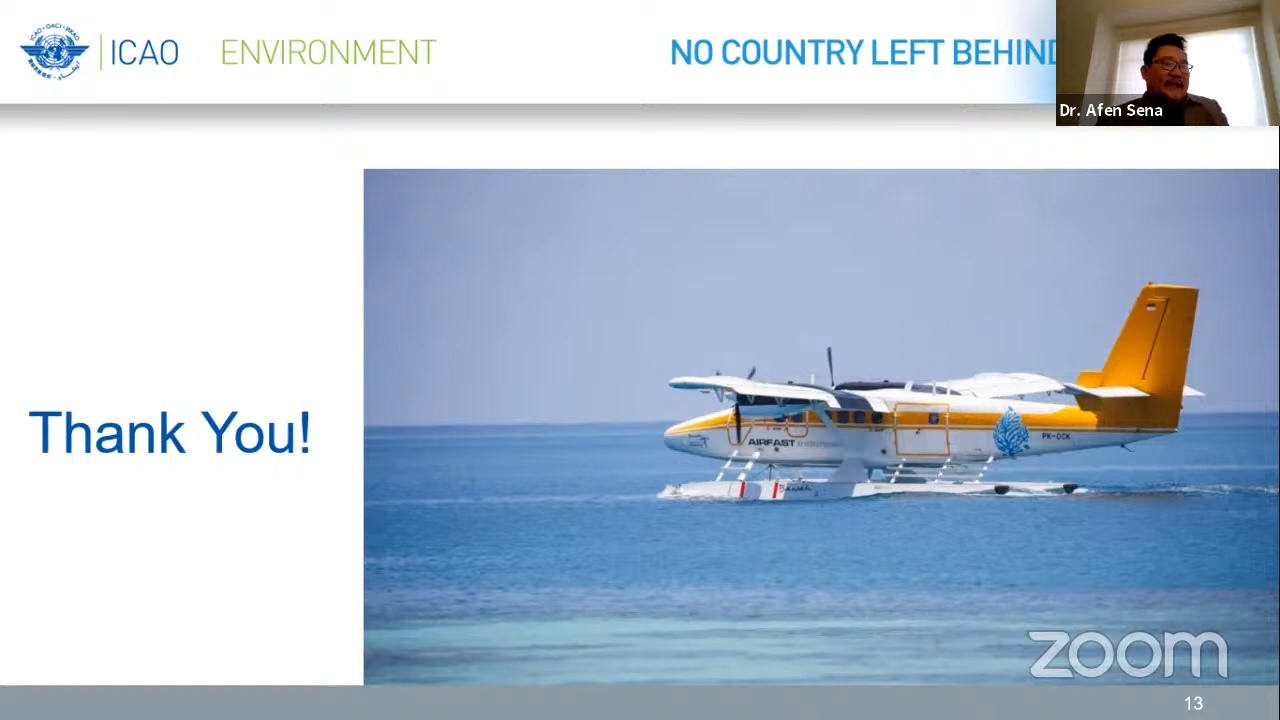 ICAO
ENVIRONMENT
NO COUNTRY LEFT BEHIND
Dr. Afen Sena
Thank You!
AIRFAST
PK-OCK
zoom
13